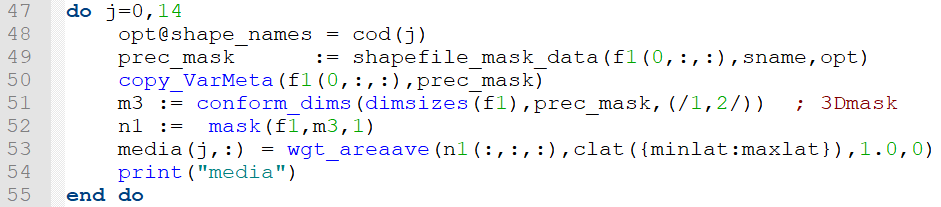 47 do j=0,14
48 opt@shape_names = cod(j)
49 prec_mask := shapefile_mask_data(f1(0,:,:),sname,opt)
50 copy_VarMeta(f1(0,:,:),prec_mask)
51 m3 := conform_dims(dimsizes(f1),prec_mask,(/1,2/)) ; 3Dmask
52 n1 := mask(f1,m3,1)
53 media(j,:) = wgt_areaave(n1(:,:,:),clat({minlat:maxlat}),1.0,0)
54 print("media")
55 end do